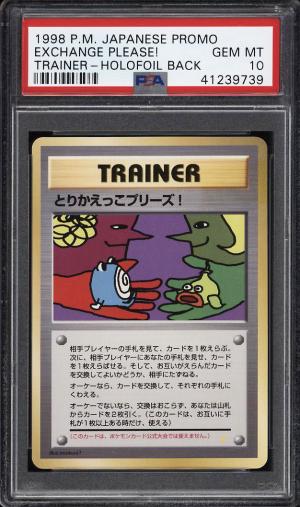 1998 P.M. JAPANESE PROMO
EXCHANGE PLEASE!
GEM MT
TRAINER-HOLOFOIL BACK
10
PSA
41239739
TRAINER
とりかえっこプリーズ!
相手プレイヤーの手札を見て、カードを1枚えらぶ。
次に、相手プレイヤーにあなたの手札を見せ、カード
を1枚えらばせる。そして、お互いがえらんだカード
を交換してよいかどうか、相手にたずねる。
オーケーなら、カードを交換して、それぞれの手札に
くわえる。
オーケーでないなら、交換はおこらず、あなたは山札
からカードを2枚引く。(このカードは、お互いに手
札が1枚以上ある時だけ、使える)
(このカードは、ポケモンカード公式大会では使えません。)